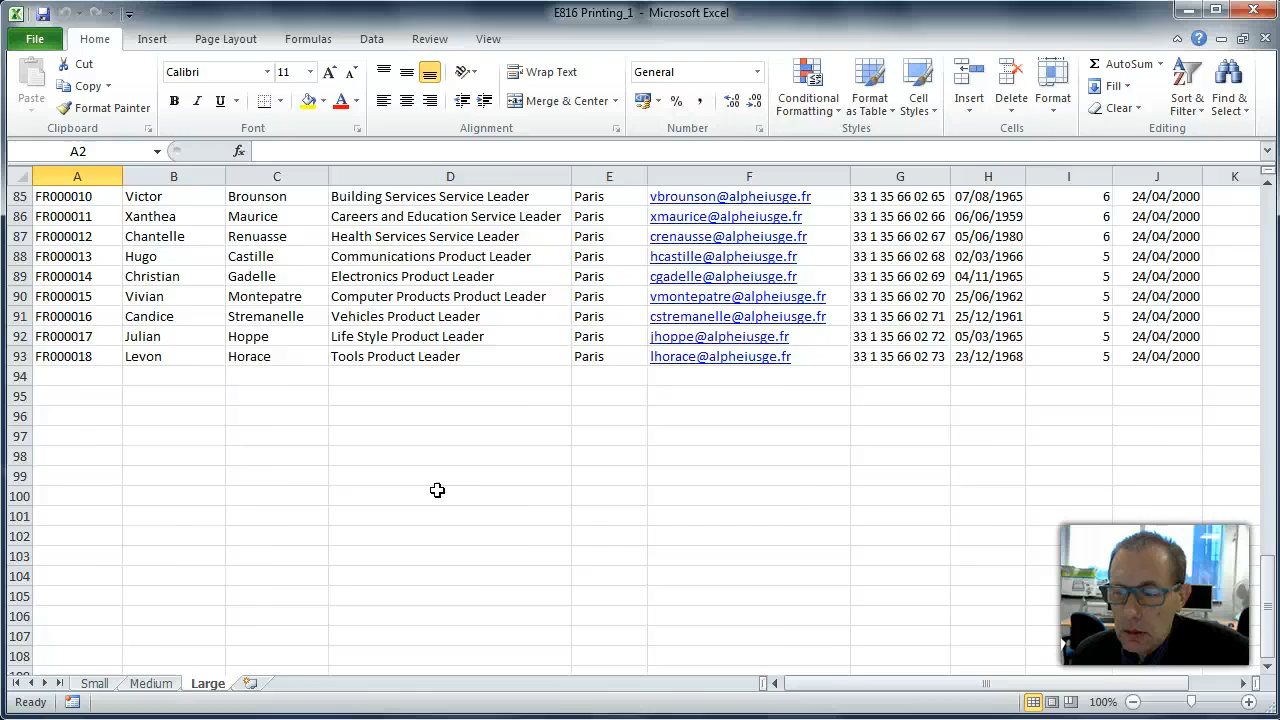 E816 Printing_1 - Microsoft Excel
File Home Insert Page Layout Formulas Data Review View
Paste Cut Copy Format Painter Clipboard
Calibri 11 A A B I U A Font
Wrap Text Merge & Center Alignment
General % , Number
Conditional Formatting Format as Table Cell Styles Styles
Insert Delete Format Cells
Σ AutoSum Fill Clear Sort & Filter Find & Select Editing
A2 fx
A B C D E F G H I J K
85 FR000010 Victor Brounson Building Services Service Leader Paris vbrounson@alpheiusge.fr 33 1 35 66 02 65 07/08/1965 6 24/04/2000
86 FR000011 Xanthea Maurice Careers and Education Service Leader Paris xmaurice@alpheiusge.fr 33 1 35 66 02 66 06/06/1959 6 24/04/2000
87 FR000012 Chantelle Renuasse Health Services Service Leader Paris crenausse@alpheiusge.fr 33 1 35 66 02 67 05/06/1980 6 24/04/2000
88 FR000013 Hugo Castille Communications Product Leader Paris hcastille@alpheiusge.fr 33 1 35 66 02 68 02/03/1966 5 24/04/2000
89 FR000014 Christian Gadelle Electronics Product Leader Paris cgadelle@alpheiusge.fr 33 1 35 66 02 69 04/11/1965 5 24/04/2000
90 FR000015 Vivian Montepatre Computer Products Product Leader Paris vmontepatre@alpheiusge.fr 33 1 35 66 02 70 25/06/1962 5 24/04/2000
91 FR000016 Candice Stremanelle Vehicles Product Leader Paris cstremanelle@alpheiusge.fr 33 1 35 66 02 71 25/12/1961 5 24/04/2000
92 FR000017 Julian Hoppe Life Style Product Leader Paris jhoppe@alpheiusge.fr 33 1 35 66 02 72 05/03/1965 5 24/04/2000
93 FR000018 Levon Horace Tools Product Leader Paris lhorace@alpheiusge.fr 33 1 35 66 02 73 23/12/1968 5 24/04/2000
94
95
96
97
98
99
100
101
102
103
104
105
106
107
108
Small Medium Large
Ready 100%